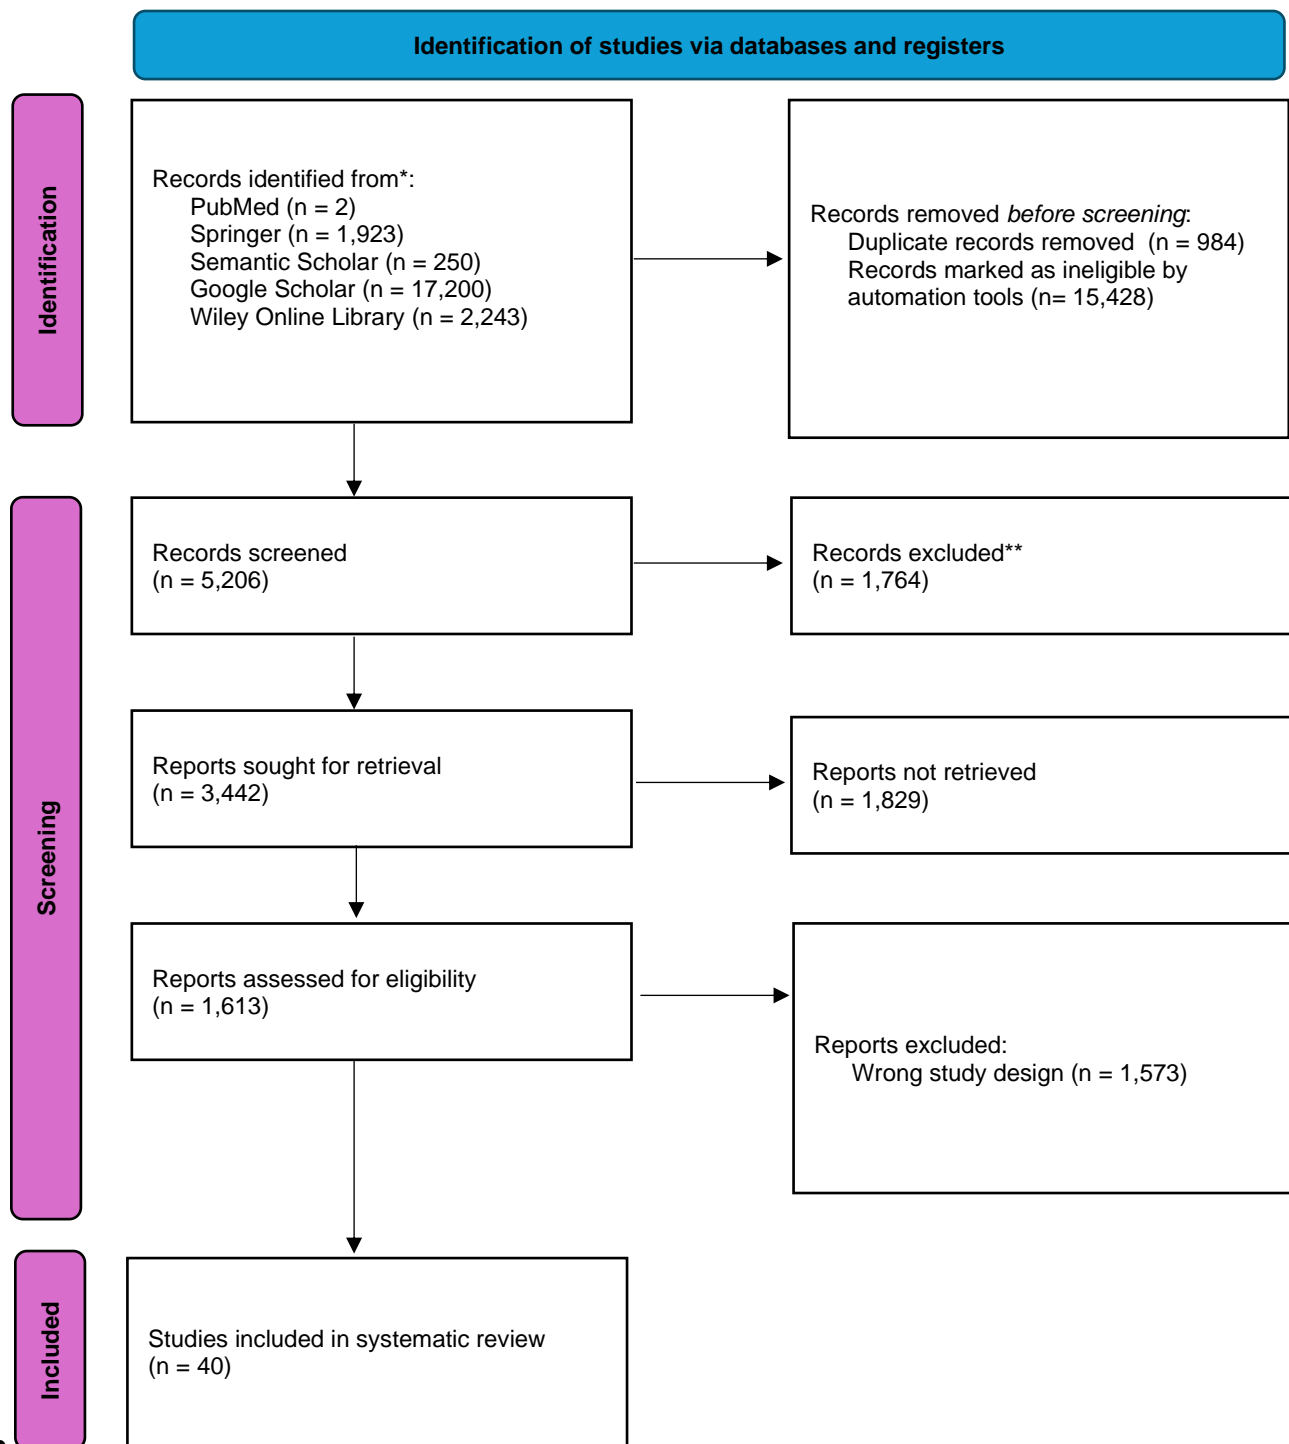 Identification of studies via databases and registers
Identification
Records identified from*:
PubMed (n = 2)
Springer (n = 1,923)
Semantic Scholar (n = 250)
Google Scholar (n = 17,200)
Wiley Online Library (n = 2,243)
Records removed before screening:
Duplicate records removed  (n = 984)
Records marked as ineligible by
automation tools (n= 15,428)
Screening
Records screened
(n = 5,206)
Records excluded**
(n = 1,764)
Reports sought for retrieval
(n = 3,442)
Reports not retrieved
(n = 1,829)
Reports assessed for eligibility
(n = 1,613)
Reports excluded:
Wrong study design (n = 1,573)
Included
Studies included in systematic review
(n = 40)